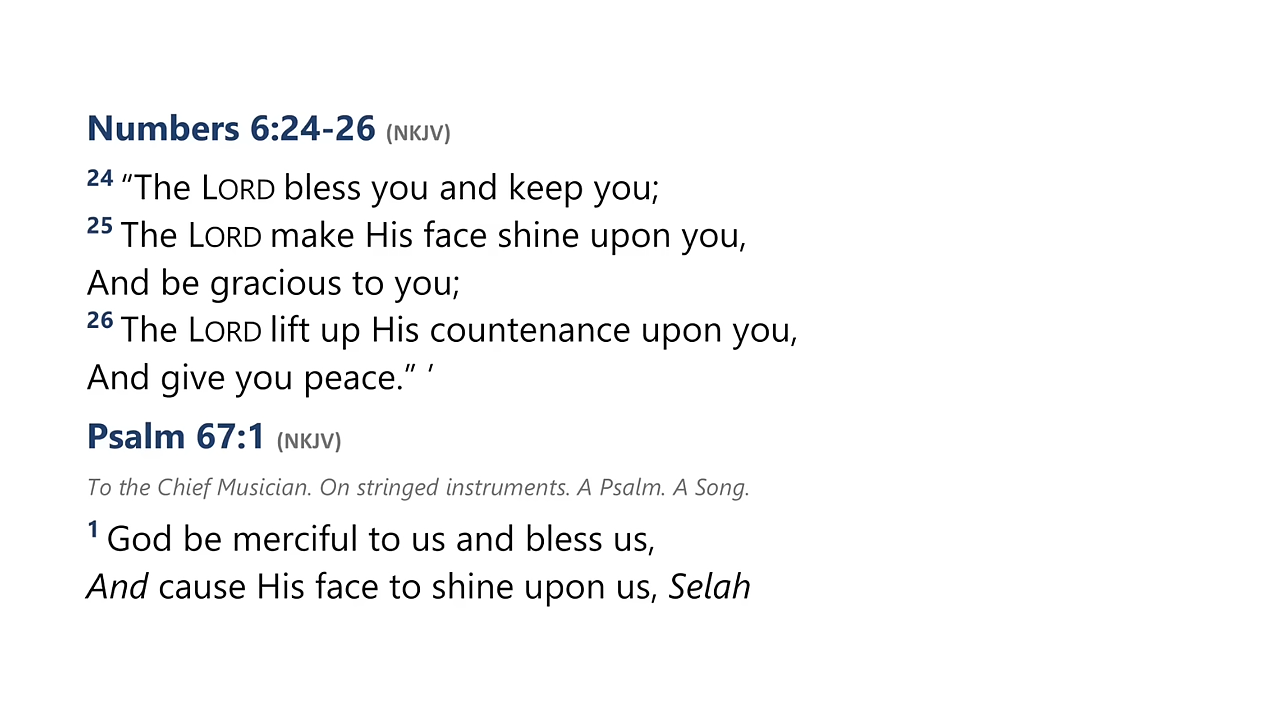 Numbers 6:24-26 (NKJV)
24 “The LORD bless you and keep you;
25 The LORD make His face shine upon you,
And be gracious to you;
26 The LORD lift up His countenance upon you,
And give you peace.” ’
Psalm 67:1 (NKJV)
To the Chief Musician. On stringed instruments. A Psalm. A Song.
1 God be merciful to us and bless us,
And cause His face to shine upon us, Selah